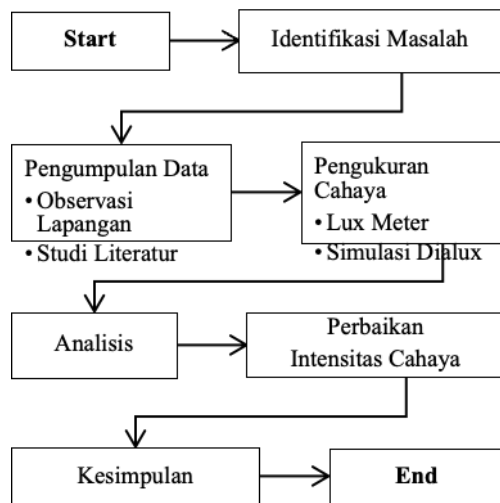 Start
Identifikasi Masalah
Pengumpulan Data
• Observasi
Lapangan
• Studi Literatur
Pengukuran
Cahaya
• Lux Meter
• Simulasi Dialux
Analisis
Perbaikan
Intensitas Cahaya
Kesimpulan
End